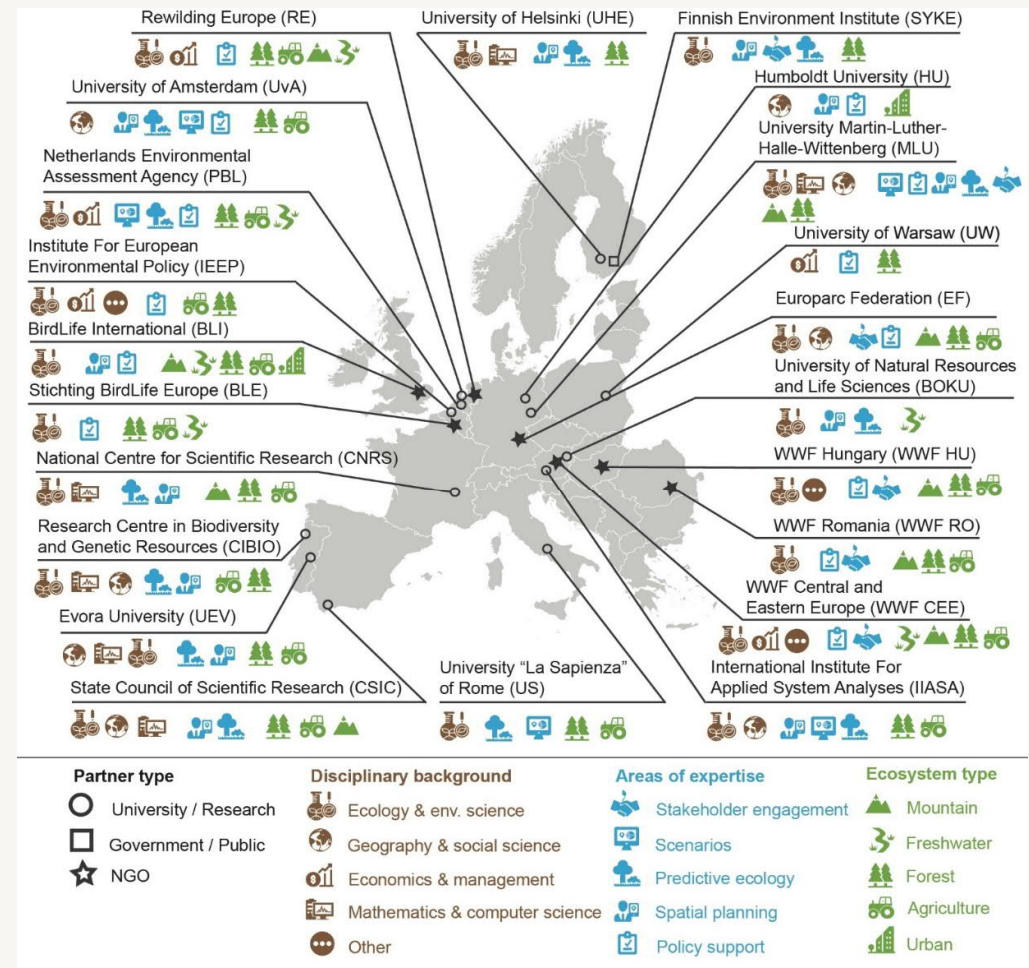 Rewilding Europe (RE)
University of Helsinki (UHE)
Finnish Environment Institute (SYKE)
University of Amsterdam (UvA)
Humboldt University (HU)
University Martin-Luther-
Halle-Wittenberg (MLU)
Netherlands Environmental
Assessment Agency (PBL)
University of Warsaw (UW)
Institute For European
Environmental Policy (IEEP)
Europarc Federation (EF)
BirdLife International (BLI)
University of Natural Resources
and Life Sciences (BOKU)
Stichting BirdLife Europe (BLE)
National Centre for Scientific Research (CNRS)
WWF Hungary (WWF HU)
Research Centre in Biodiversity
and Genetic Resources (CIBIO)
WWF Romania (WWF RO)
WWF Central and
Eastern Europe (WWF CEE)
Evora University (UEV)
University "La Sapienza"
of Rome (US)
International Institute For
Applied System Analyses (IIASA)
State Council of Scientific Research (CSIC)
Partner type
University / Research
Government / Public
NGO
Disciplinary background
Ecology & env. science
Geography & social science
Economics & management
Mathematics & computer science
Other
Areas of expertise
Stakeholder engagement
Scenarios
Predictive ecology
Spatial planning
Policy support
Ecosystem type
Mountain
Freshwater
Forest
Agriculture
Urban